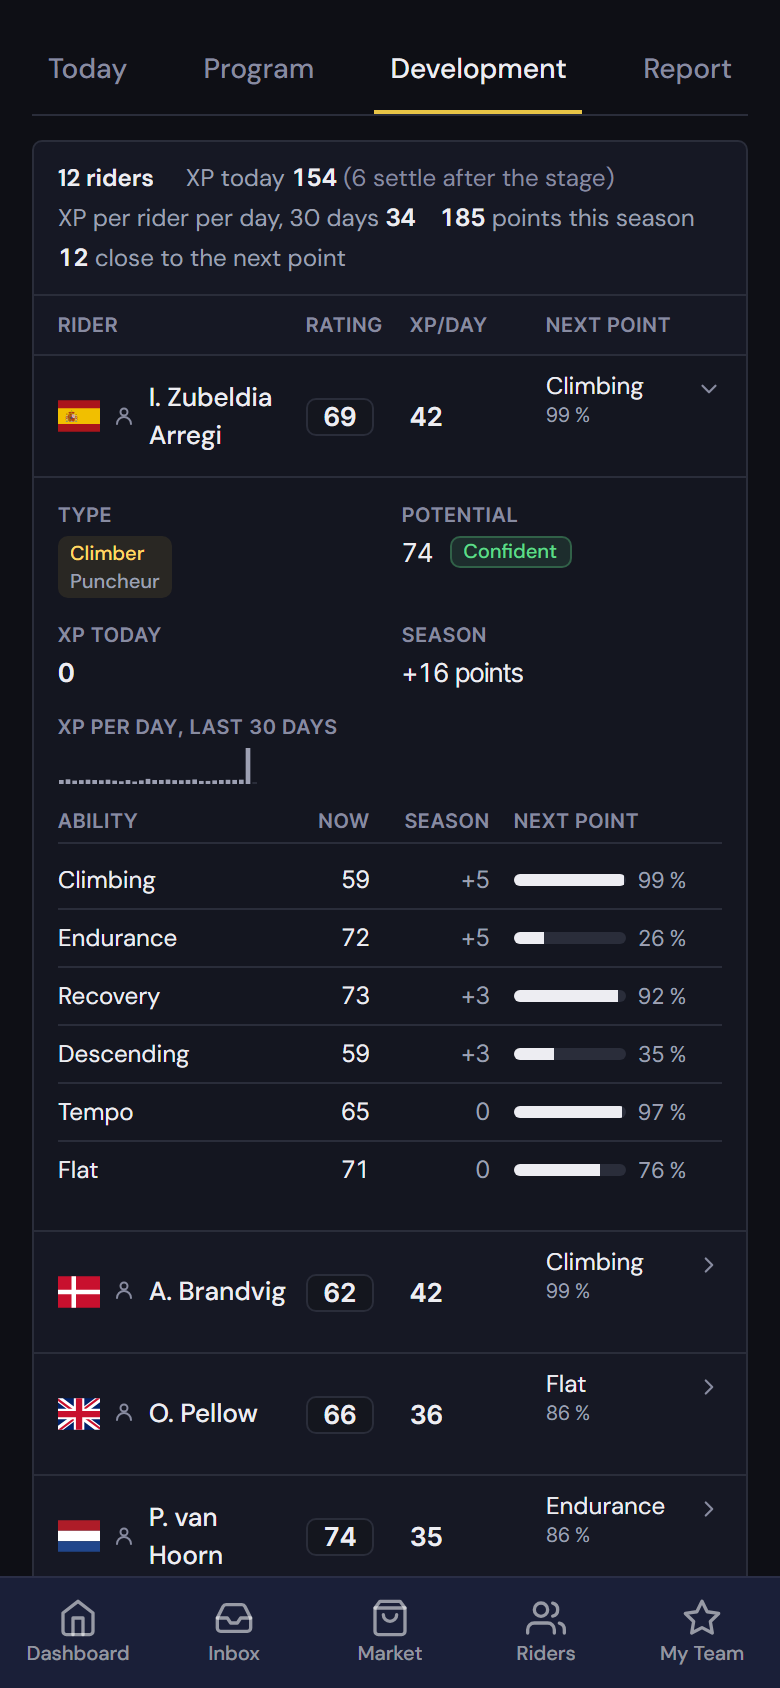 Today Program Development Report
12 riders XP today 154 (6 settle after the stage)
XP per rider per day, 30 days 34 185 points this season
12 close to the next point
RIDER RATING XP/DAY NEXT POINT
I. Zubeldia Arregi 69 42 Climbing 99 %
TYPE POTENTIAL
Climber 74 Confident
Puncheur
XP TODAY SEASON
0 +16 points
XP PER DAY, LAST 30 DAYS
ABILITY NOW SEASON NEXT POINT
Climbing 59 +5 99 %
Endurance 72 +5 26 %
Recovery 73 +3 92 %
Descending 59 +3 35 %
Tempo 65 0 97 %
Flat 71 0 76 %
A. Brandvig 62 42 Climbing 99 %
O. Pellow 66 36 Flat 86 %
P. van Hoorn 74 35 Endurance 86 %
Dashboard Inbox Market Riders My Team